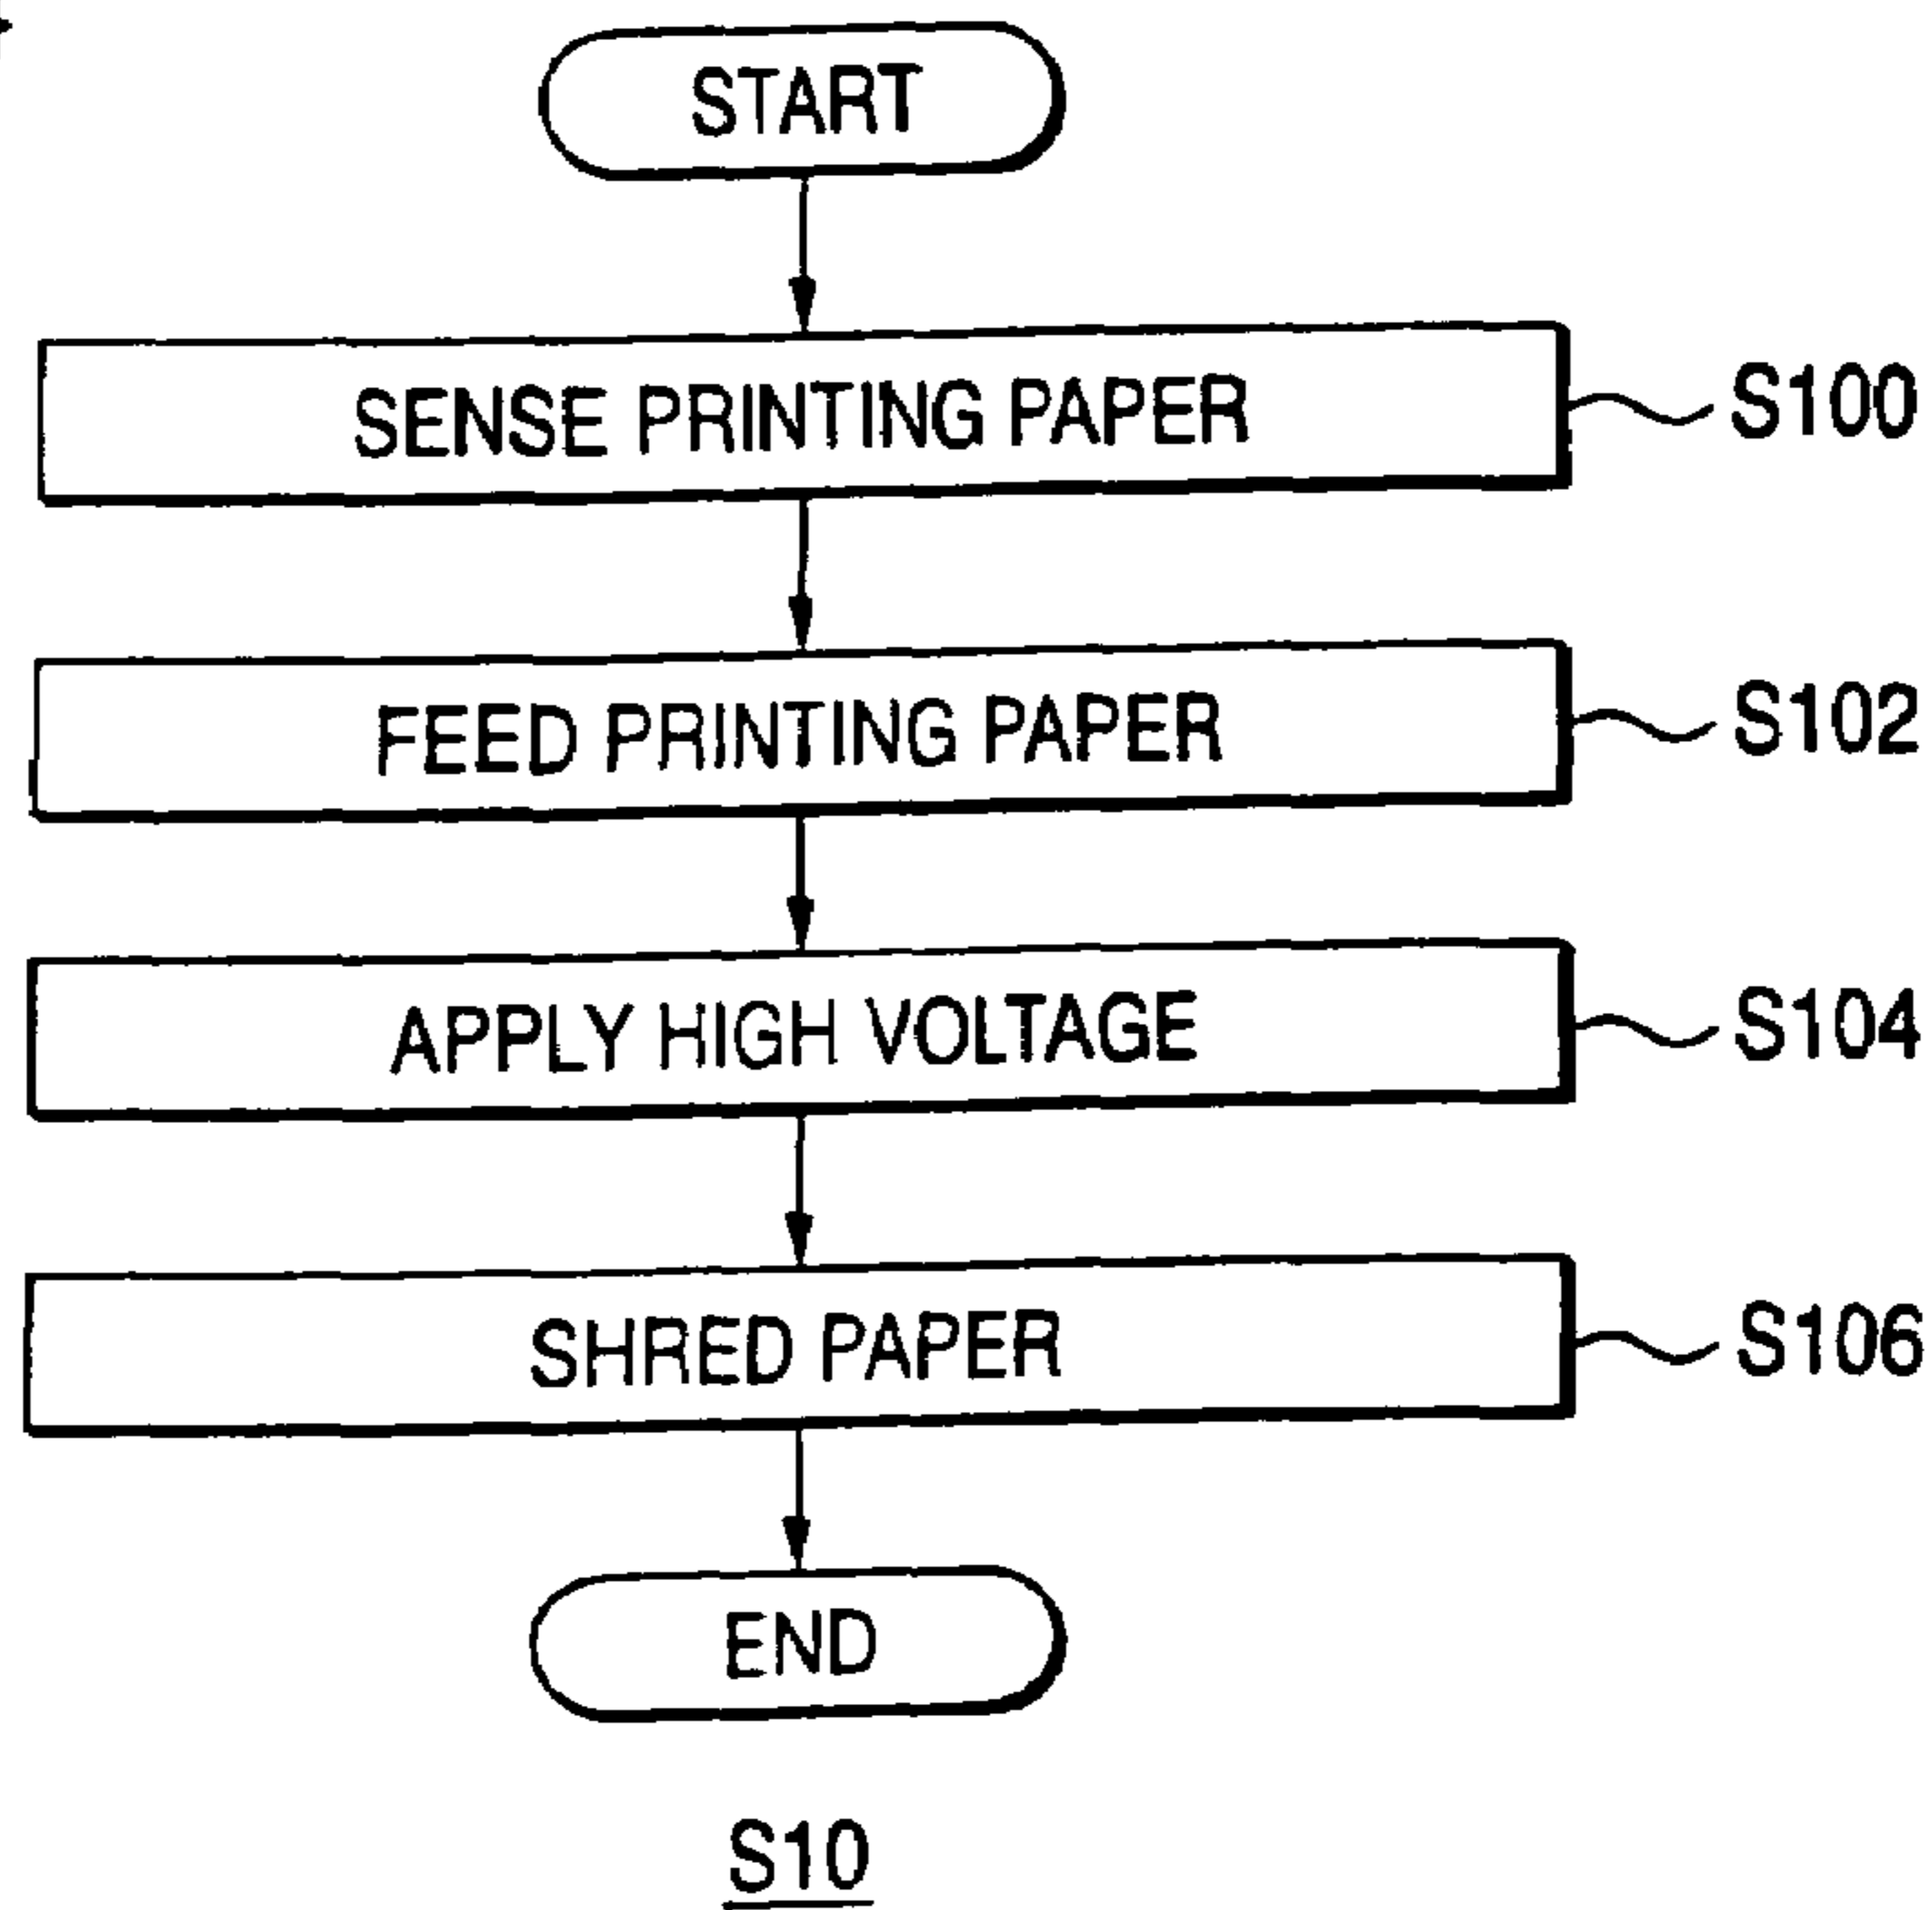 START
SENSE PRINTING PAPER
S100
FEED PRINTING PAPER
S102
APPLY HIGH VOLTAGE
S104
SHRED PAPER
S106
END
S10